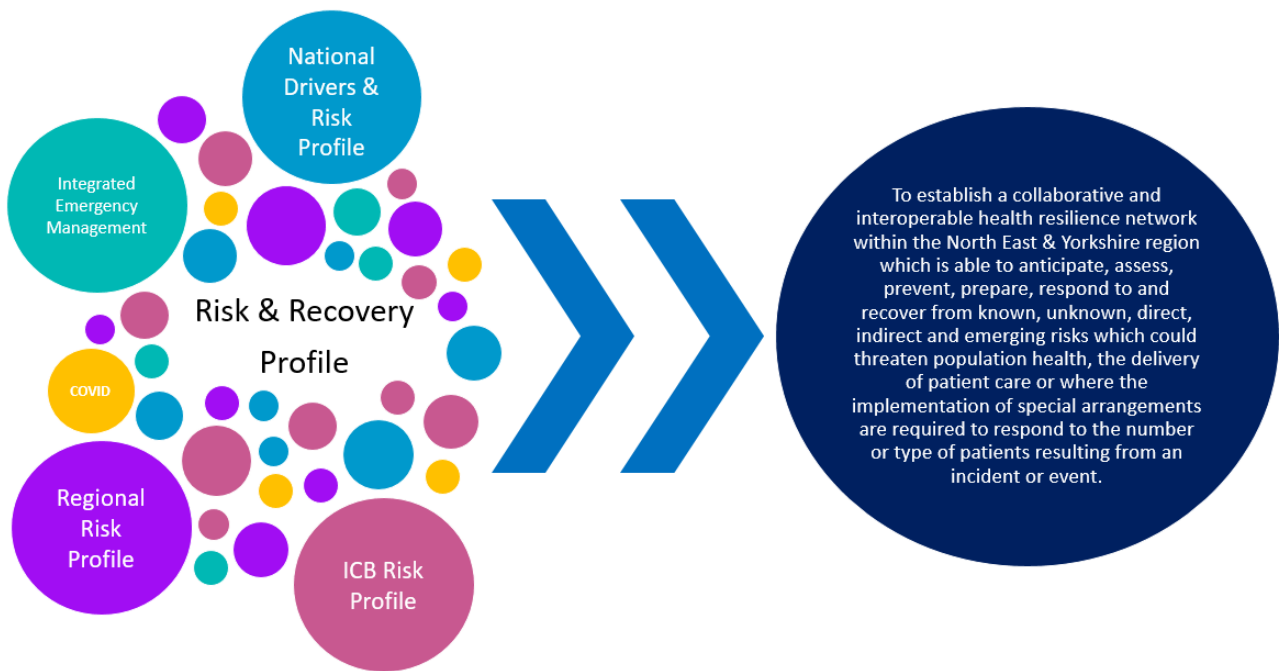 National
Drivers &
Risk
Profile
Integrated
Emergency
Management
Risk & Recovery
Profile
COVID
Regional
Risk
Profile
ICB Risk
Profile
To establish a collaborative and
interoperable health resilience network
within the North East & Yorkshire region
which is able to anticipate, assess,
prevent, prepare, respond to and
recover from known, unknown, direct,
indirect and emerging risks which could
threaten population health, the delivery
of patient care or where the
implementation of special arrangements
are required to respond to the number
or type of patients resulting from an
incident or event.